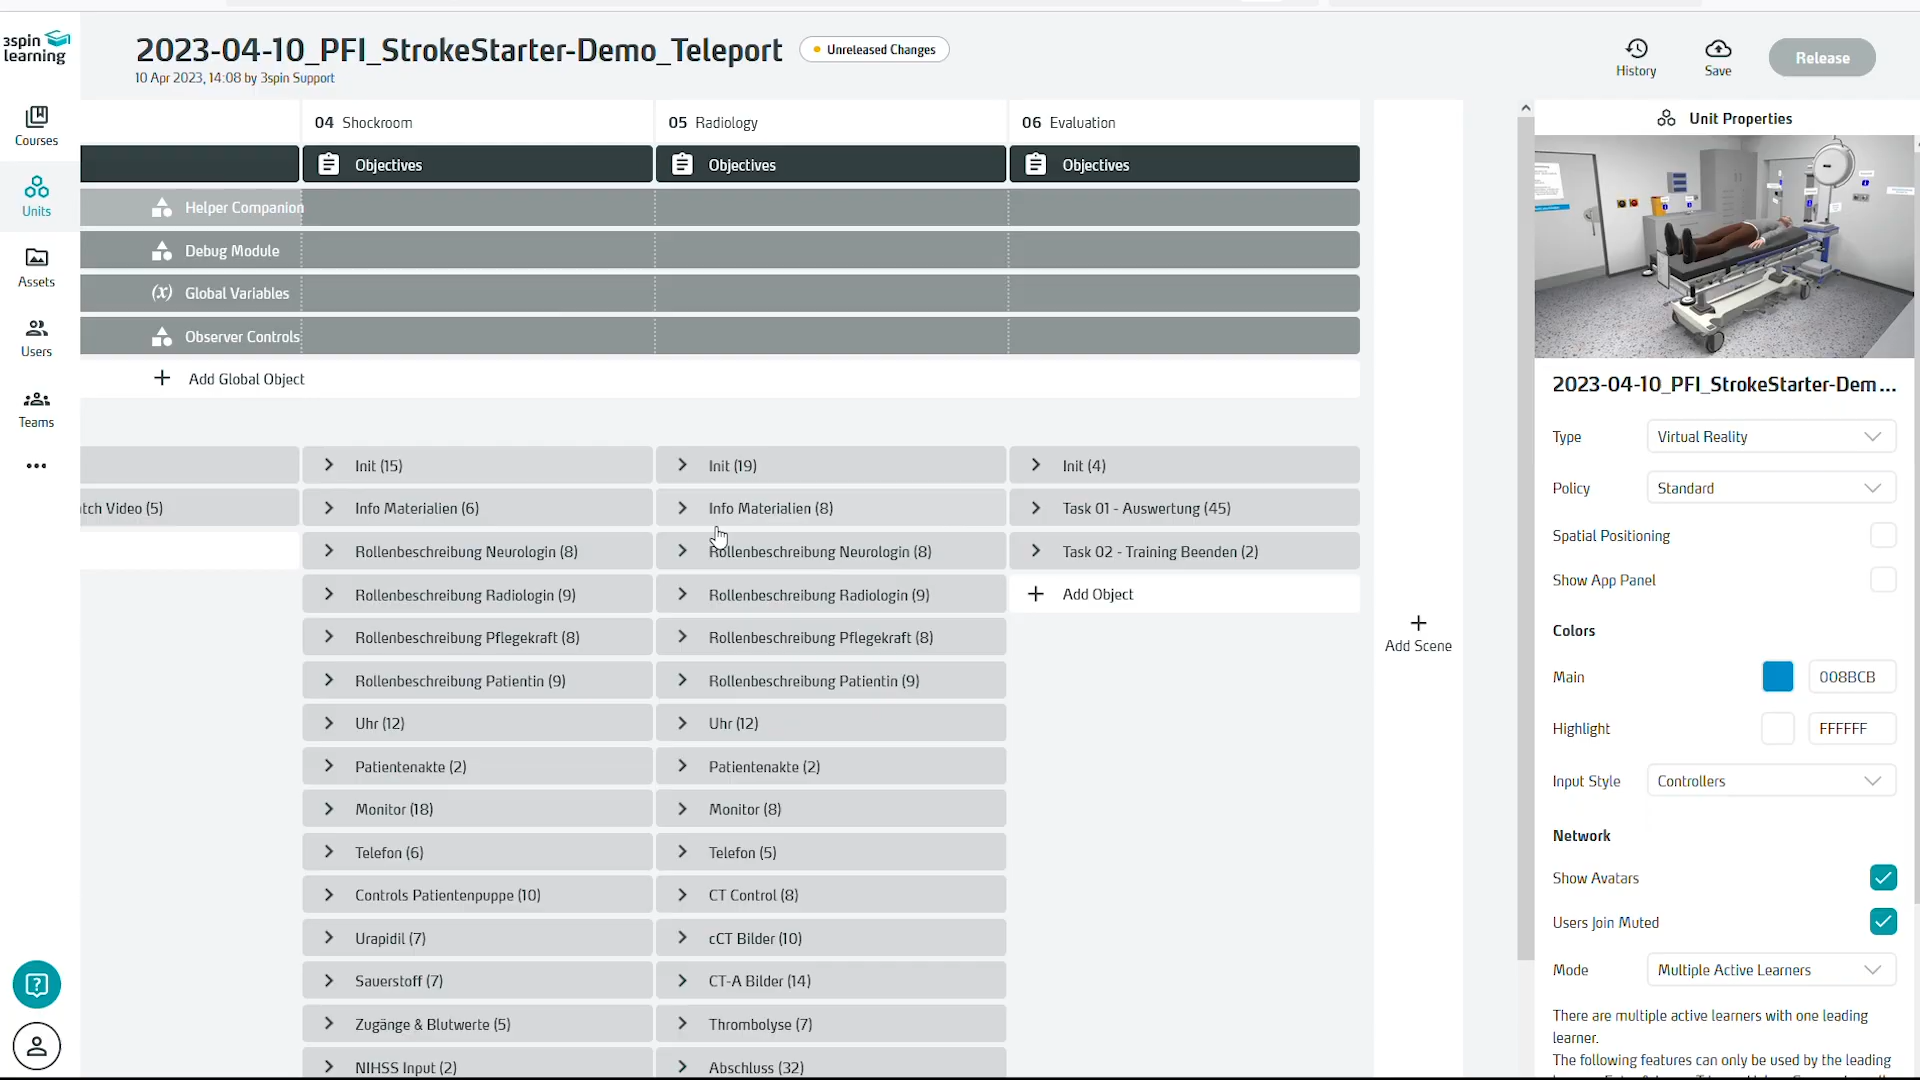 3spin
learning
2023-04-10_PFI_StrokeStarter-Demo_Teleport
Unreleased Changes
10 Apr 2023, 14:08 by 3spin Support
History
Save
Release
Courses
Units
Assets
Users
Teams
04 Shockroom
05 Radiology
06 Evaluation
Objectives
Objectives
Objectives
Helper Companion
Debug Module
(x) Global Variables
Observer Controls
+ Add Global Object
Init (15)
Init (19)
Init (4)
tch Video (5)
Info Materialien (6)
Info Materialien (8)
Task 01 - Auswertung (45)
Rollenbeschreibung Neurologin (8)
Rollenbeschreibung Neurologin (8)
Task 02 - Training Beenden (2)
Rollenbeschreibung Radiologin (9)
Rollenbeschreibung Radiologin (9)
+ Add Object
Rollenbeschreibung Pflegekraft (8)
Rollenbeschreibung Pflegekraft (8)
Rollenbeschreibung Patientin (9)
Rollenbeschreibung Patientin (9)
Uhr (12)
Uhr (12)
Patientenakte (2)
Patientenakte (2)
Monitor (18)
Monitor (8)
Telefon (6)
Telefon (5)
Controls Patientenpuppe (10)
CT Control (8)
Urapidil (7)
cCT Bilder (10)
Sauerstoff (7)
CT-A Bilder (14)
Zugänge & Blutwerte (5)
Thrombolyse (7)
NIHSS Input (2)
Abschluss (32)
+
Add Scene
Unit Properties
2023-04-10_PFI_StrokeStarter-Dem...
Type Virtual Reality
Policy Standard
Spatial Positioning
Show App Panel
Colors
Main 008BCB
Highlight FFFFFF
Input Style Controllers
Network
Show Avatars
Users Join Muted
Mode Multiple Active Learners
There are multiple active learners with one leading
learner.
The following features can only be used by the leading